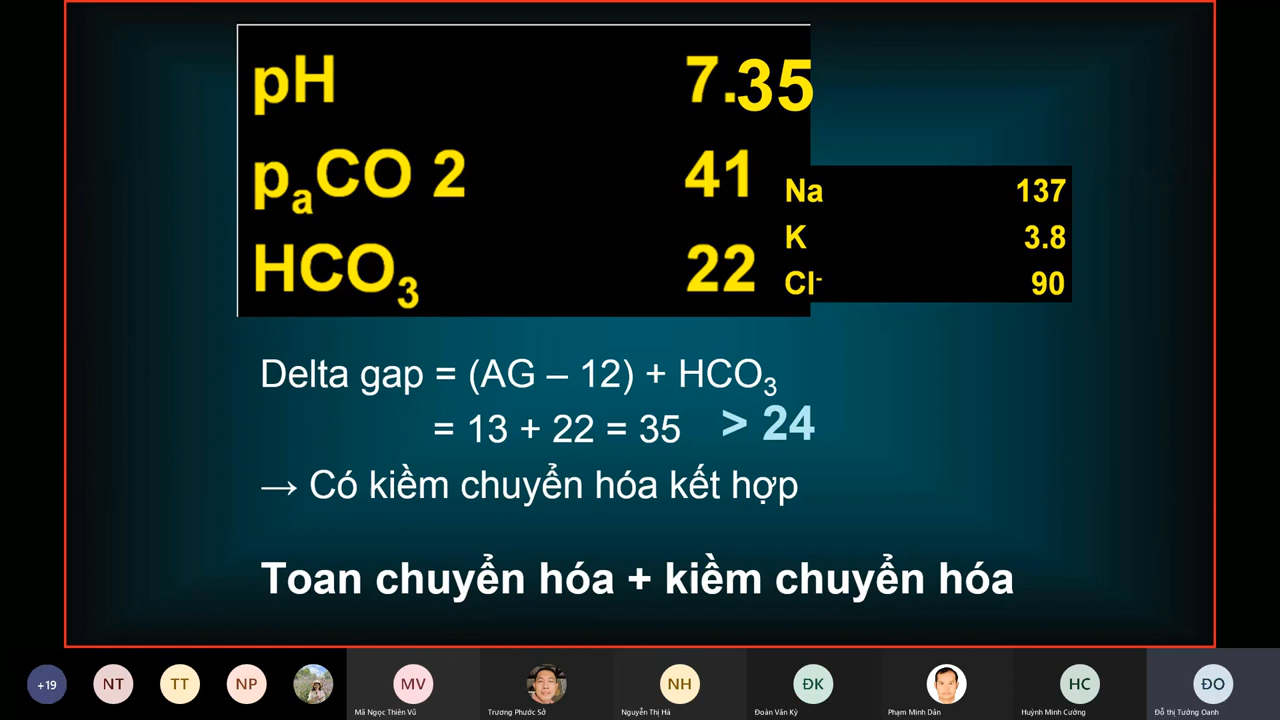 pH 7.35
paCO 2 41
HCO3 22
Na 137
K 3.8
Cl- 90
Delta gap = (AG – 12) + HCO3
= 13 + 22 = 35 > 24
→ Có kiềm chuyển hóa kết hợp
Toan chuyển hóa + kiềm chuyển hóa
+19 NT TT NP MV NH ĐK HC ĐO
Mã Ngọc Thiên Vũ Trương Phước Sở Nguyễn Thị Hà Đoàn Văn Kỳ Phạm Minh Dân Huỳnh Minh Cường Đỗ thị Tường Oanh